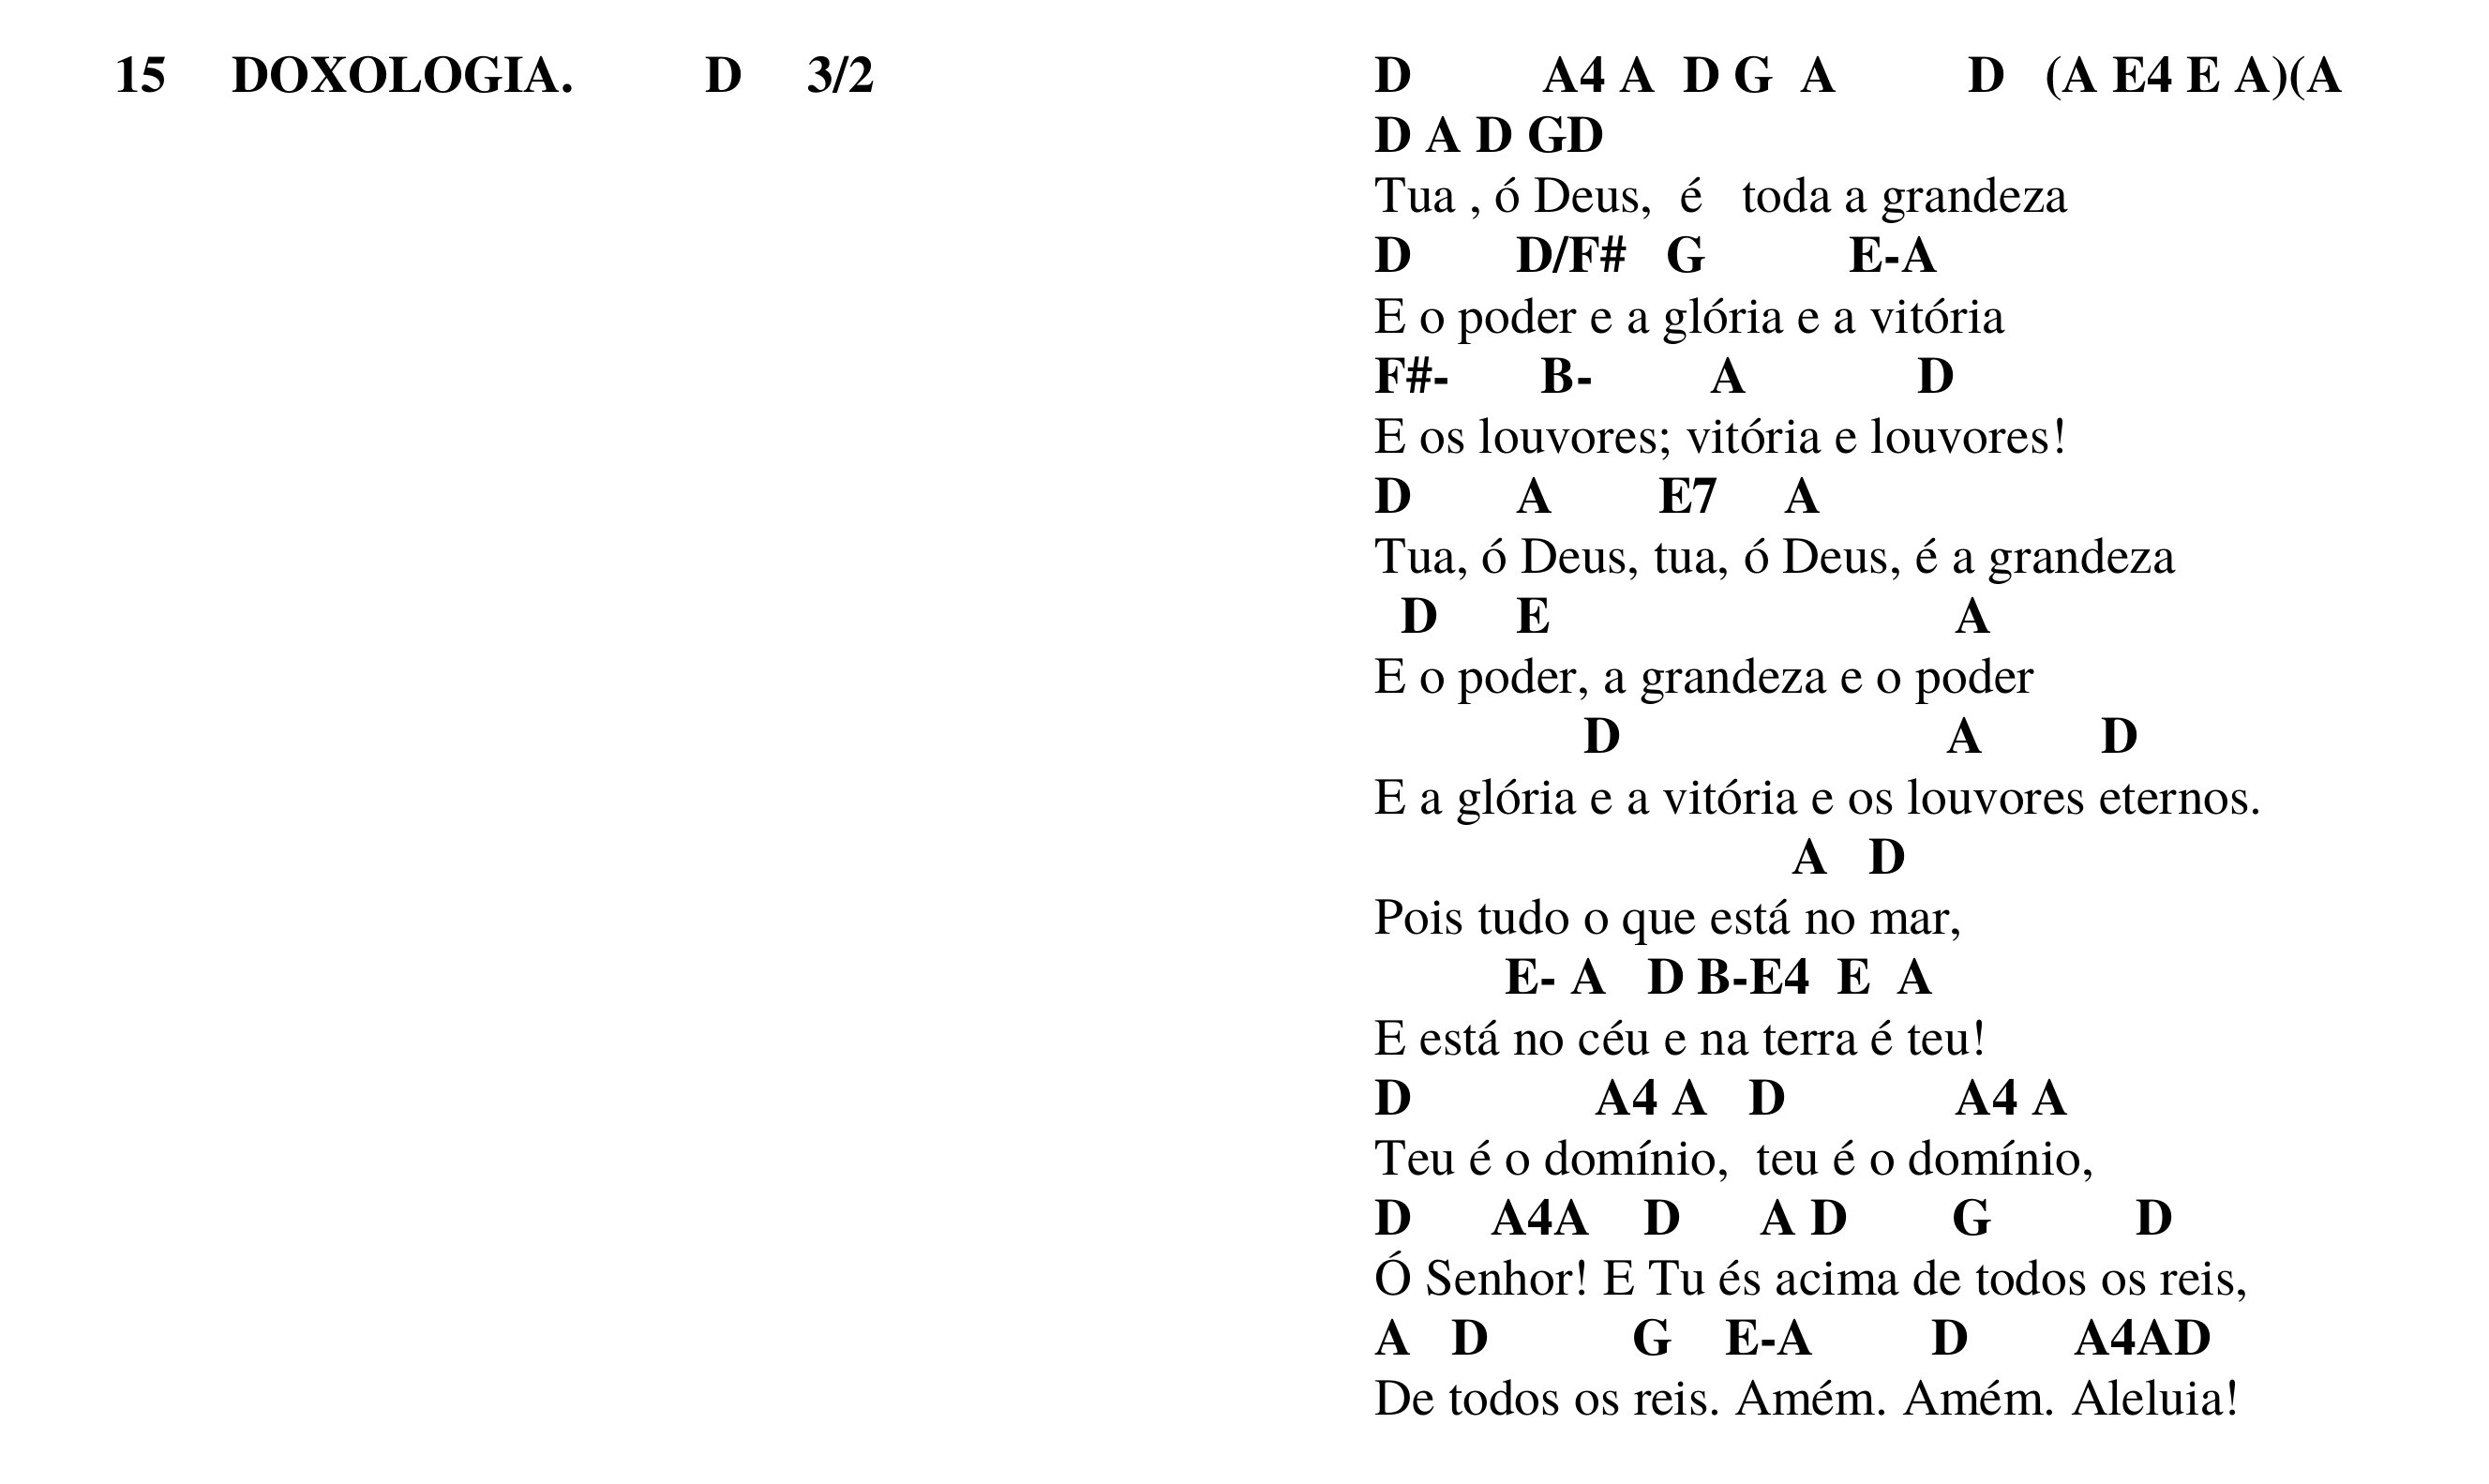 15 DOXOLOGIA. D 3/2
D A4 A D G A D (A E4 E A)(A
D A D GD
Tua , ó Deus, é toda a grandeza
D D/F# G E-A
E o poder e a glória e a vitória
F#- B- A D
E os louvores; vitória e louvores!
D A E7 A
Tua, ó Deus, tua, ó Deus, é a grandeza
D E A
E o poder, a grandeza e o poder
D A D
E a glória e a vitória e os louvores eternos.
A D
Pois tudo o que está no mar,
E- A D B-E4 E A
E está no céu e na terra é teu!
D A4 A D A4 A
Teu é o domínio, teu é o domínio,
D A4A D A D G D
Ó Senhor! E Tu és acima de todos os reis,
A D G E-A D A4AD
De todos os reis. Amém. Amém. Aleluia!